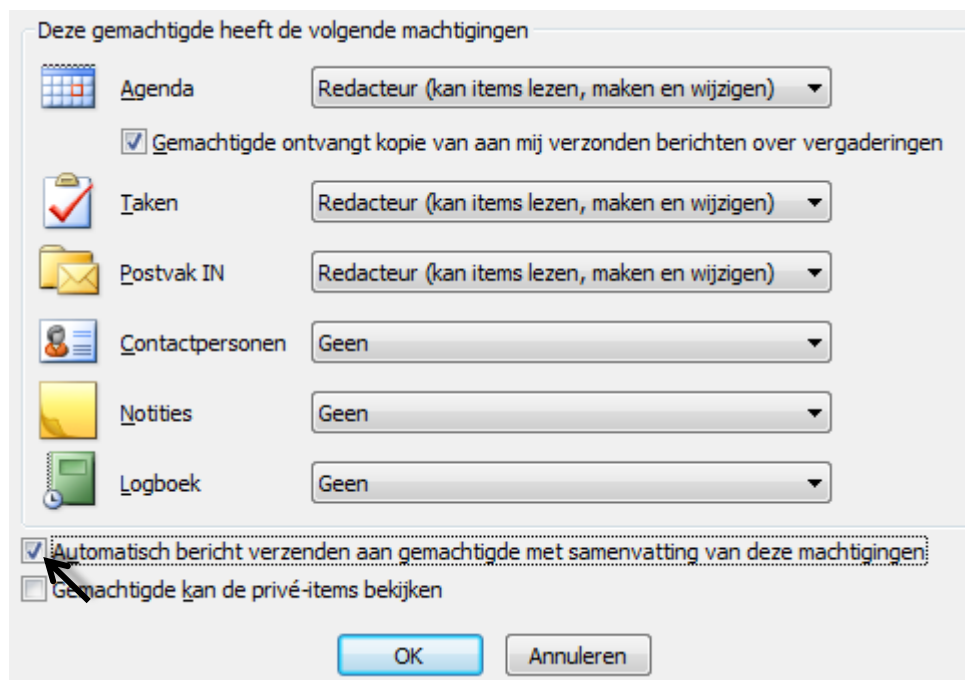 Deze gemachtigde heeft de volgende machtigingen
Agenda Redacteur (kan items lezen, maken en wijzigen)
Gemachtigde ontvangt kopie van aan mij verzonden berichten over vergaderingen
Taken Redacteur (kan items lezen, maken en wijzigen)
Postvak IN Redacteur (kan items lezen, maken en wijzigen)
Contactpersonen Geen
Notities Geen
Logboek Geen
Automatisch bericht verzenden aan gemachtigde met samenvatting van deze machtigingen
Gemachtigde kan de privé-items bekijken
OK Annuleren